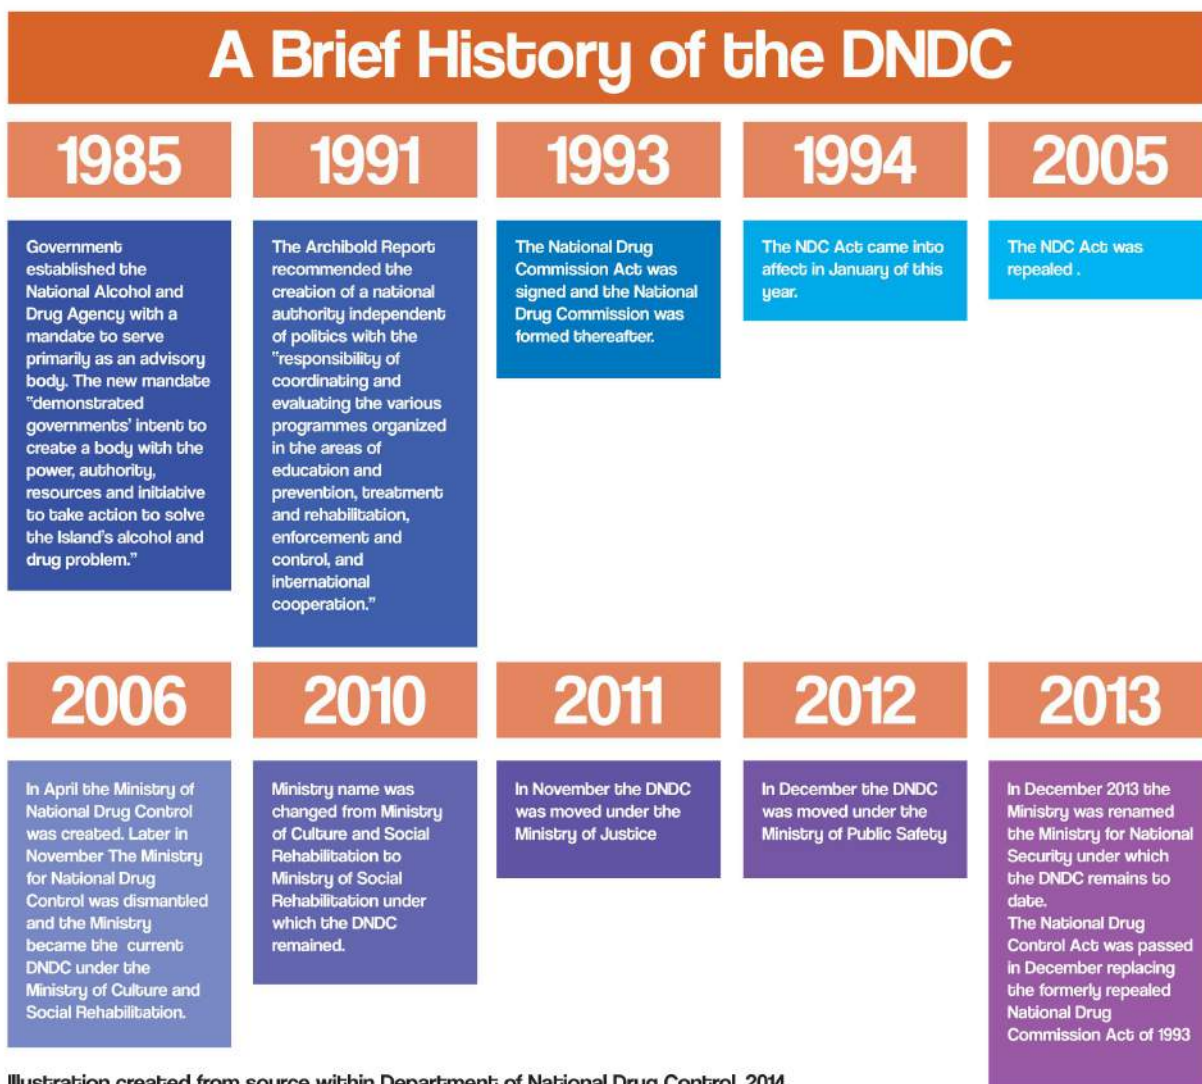 A Brief History of the DNDC
1985
Government
established the
National Alcohol and
Drug Agency with a
mandate to serve
primarily as an advisory
body. The new mandate
"demonstrated
governments' intent to
create a body with the
power, authority,
resources and initiative
to take action to solve
the Island's alcohol and
drug problem."
1991
The Archibold Report
recommended the
creation of a national
authority independent
of politics with the
"responsibility of
coordinating and
evaluating the various
programmes organized
in the areas of
education and
prevention, treatment
and rehabilitation,
enforcement and
control, and
international
cooperation."
1993
The National Drug
Commission Act was
signed and the National
Drug Commission was
formed thereafter.
1994
The NDC Act came into
affect in January of this
year.
2005
The NDC Act was
repealed .
2006
In April the Ministry of
National Drug Control
was created. Later in
November The Ministry
for National Drug
Control was dismantled
and the Ministry
became the current
DNDC under the
Ministry of Culture and
Social Rehabilitation.
2010
Ministry name was
changed from Ministry
of Culture and Social
Rehabilitation to
Ministry of Social
Rehabilitation under
which the DNDC
remained.
2011
In November the DNDC
was moved under the
Ministry of Justice
2012
In December the DNDC
was moved under the
Ministry of Public Safety
2013
In December 2013 the
Ministry was renamed
the Ministry for National
Security under which
the DNDC remains to
date.
The National Drug
Control Act was passed
in December replacing
the formerly repealed
National Drug
Commission Act of 1993
Illustration created from source within Department of National Drug Control, 2014